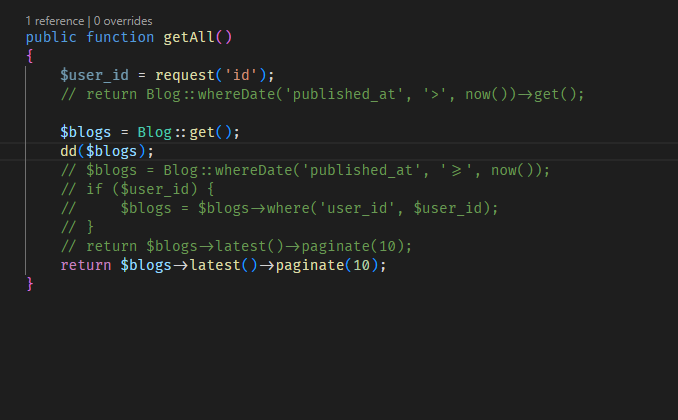 1 reference | 0 overrides
public function getAll()
{
    $user_id = request('id');
    // return Blog::whereDate('published_at', '>', now())->get();

    $blogs = Blog::get();
    dd($blogs);
    // $blogs = Blog::whereDate('published_at', '>=', now());
    // if ($user_id) {
    //     $blogs = $blogs->where('user_id', $user_id);
    // }
    // return $blogs->latest()->paginate(10);
    return $blogs->latest()->paginate(10);
}